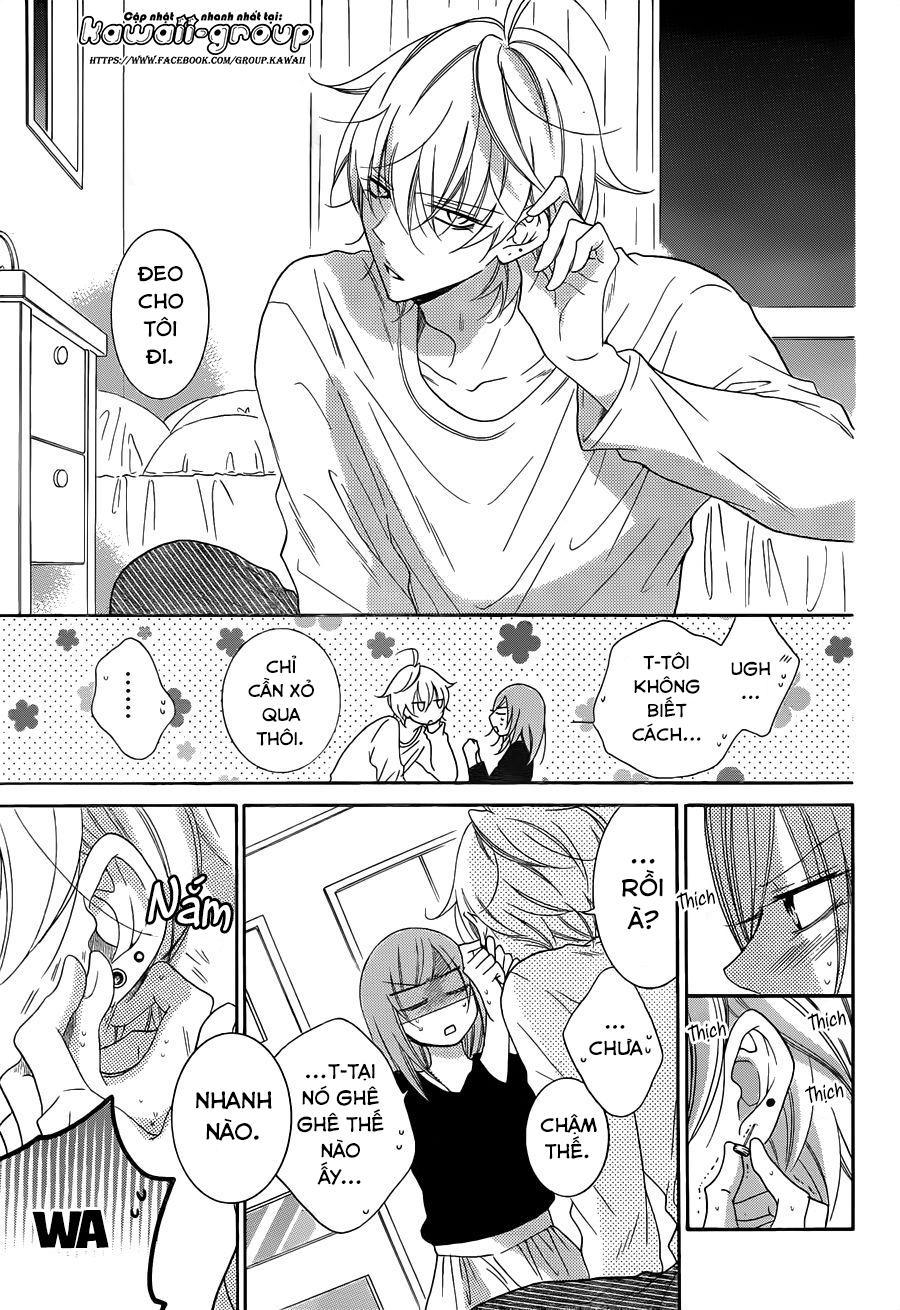 Cập nhật nhanh nhất tại:
kawaii-group
HTTPS://WWW.FACEBOOK.COM/GROUP.KAWAII
ĐEO
CHO
TÔI
ĐI.
UGH
...
T-TÔI
KHÔNG
BIẾT
CÁCH...
CHỈ
CẦN XỎ
QUA
THÔI.
......
Thịch
Thịch
Thịch
Thịch
Thịch
...
RỒI
À?
...
CHƯA
CHẬM
THẾ.
...T-TẠI
NÓ GHÊ
GHÊ THẾ
NÀO
ẤY...
Nắm
NHANH
NÀO.
WA